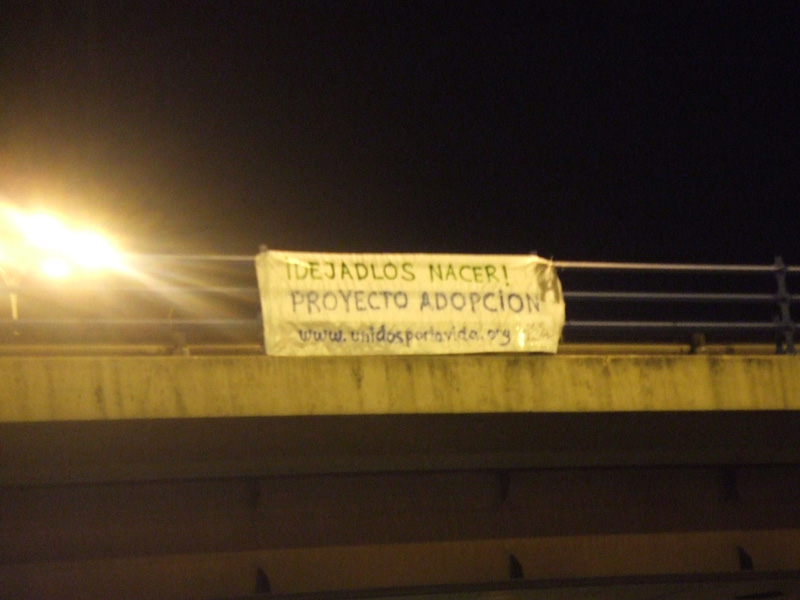 ¡DEJADLOS NACER!
PROYECTO ADOPCION
www.unidosporlavida.org